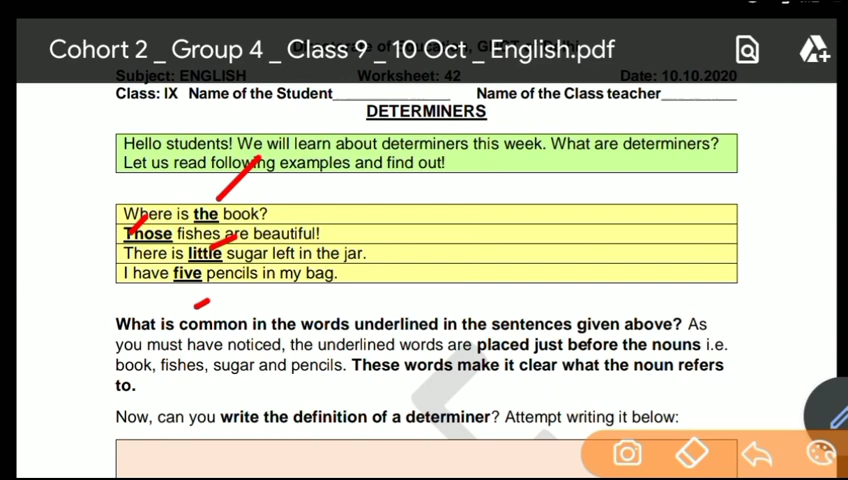 Cohort 2 _ Group 4 _ Class 9 _ 10 Oct _ English.pdf
Subject: ENGLISH Worksheet: 42 Date: 10.10.2020
Class: IX Name of the Student____________ Name of the Class teacher_________
DETERMINERS
Hello students! We will learn about determiners this week. What are determiners?
Let us read following examples and find out!
Where is the book?
Those fishes are beautiful!
There is little sugar left in the jar.
I have five pencils in my bag.
What is common in the words underlined in the sentences given above? As
you must have noticed, the underlined words are placed just before the nouns i.e.
book, fishes, sugar and pencils. These words make it clear what the noun refers
to.
Now, can you write the definition of a determiner? Attempt writing it below: